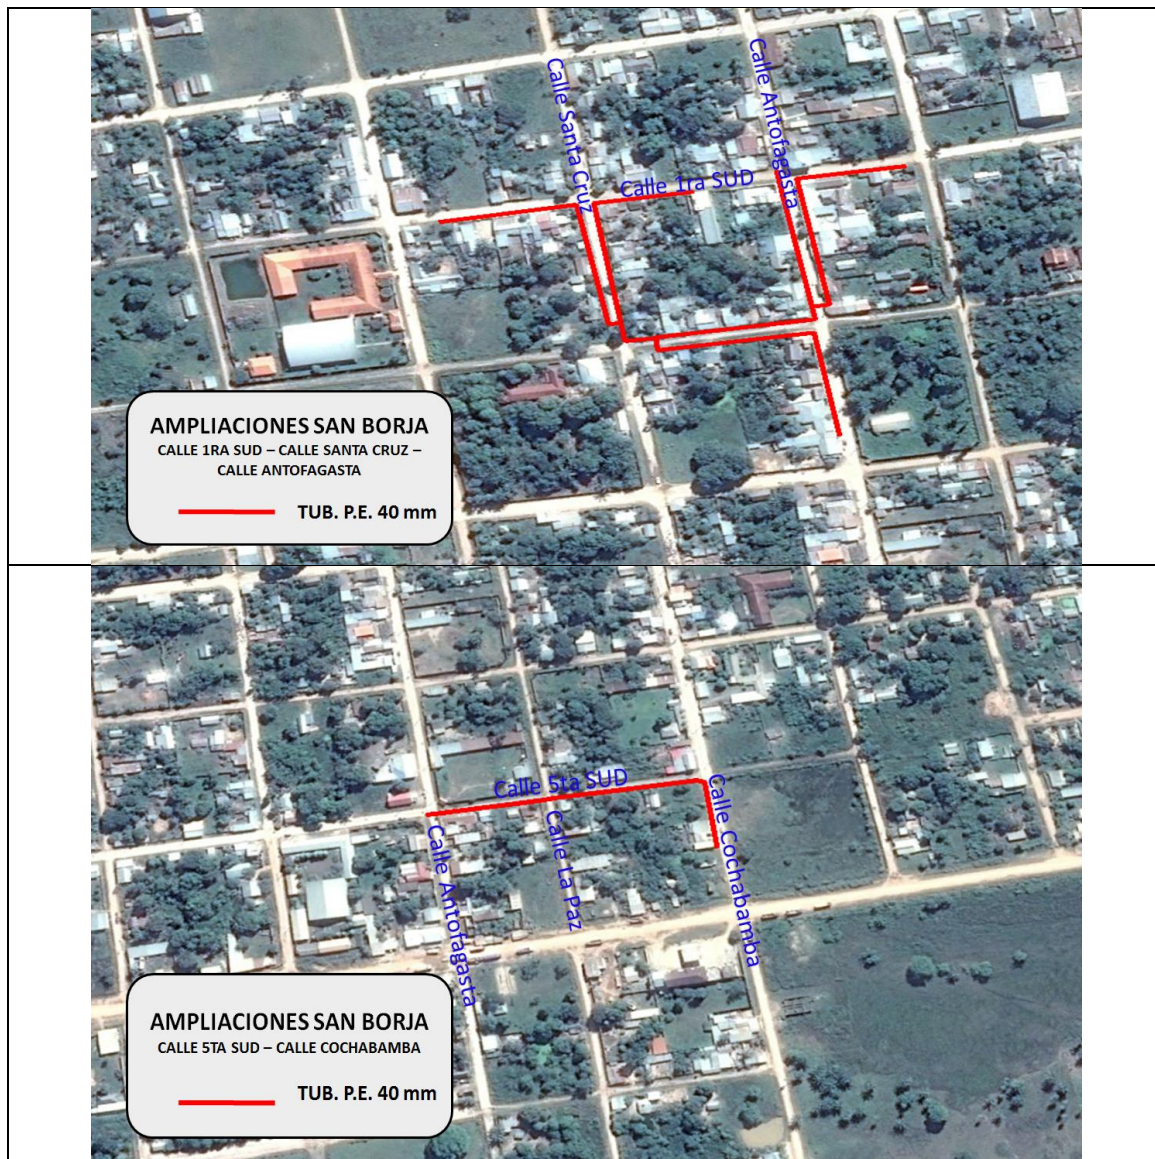 Calle Santa Cruz
Calle Antofagasta
Calle 1ra SUD
AMPLIACIONES SAN BORJA
CALLE 1RA SUD – CALLE SANTA CRUZ –
CALLE ANTOFAGASTA
TUB. P.E. 40 mm
Calle 5ta SUD
Calle Antofagasta
Calle La Paz
Calle Cochabamba
AMPLIACIONES SAN BORJA
CALLE 5TA SUD – CALLE COCHABAMBA
TUB. P.E. 40 mm